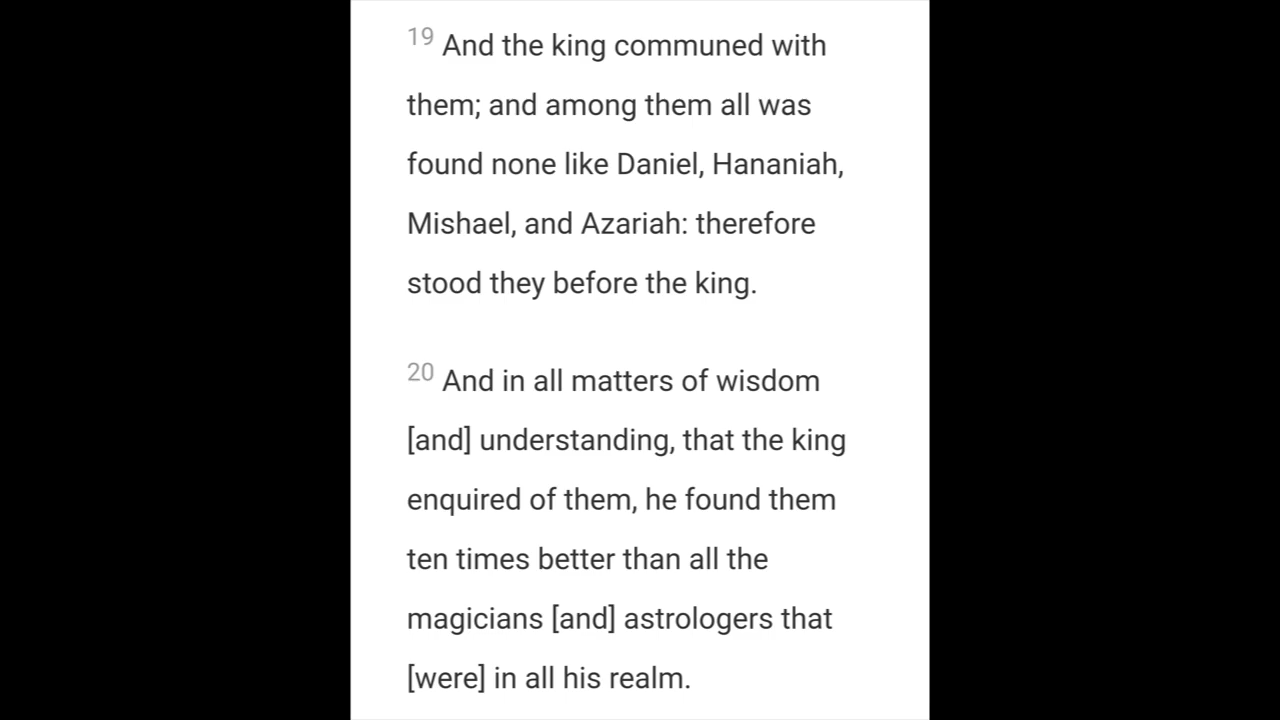 19 And the king communed with
them; and among them all was
found none like Daniel, Hananiah,
Mishael, and Azariah: therefore
stood they before the king.
20 And in all matters of wisdom
[and] understanding, that the king
enquired of them, he found them
ten times better than all the
magicians [and] astrologers that
[were] in all his realm.